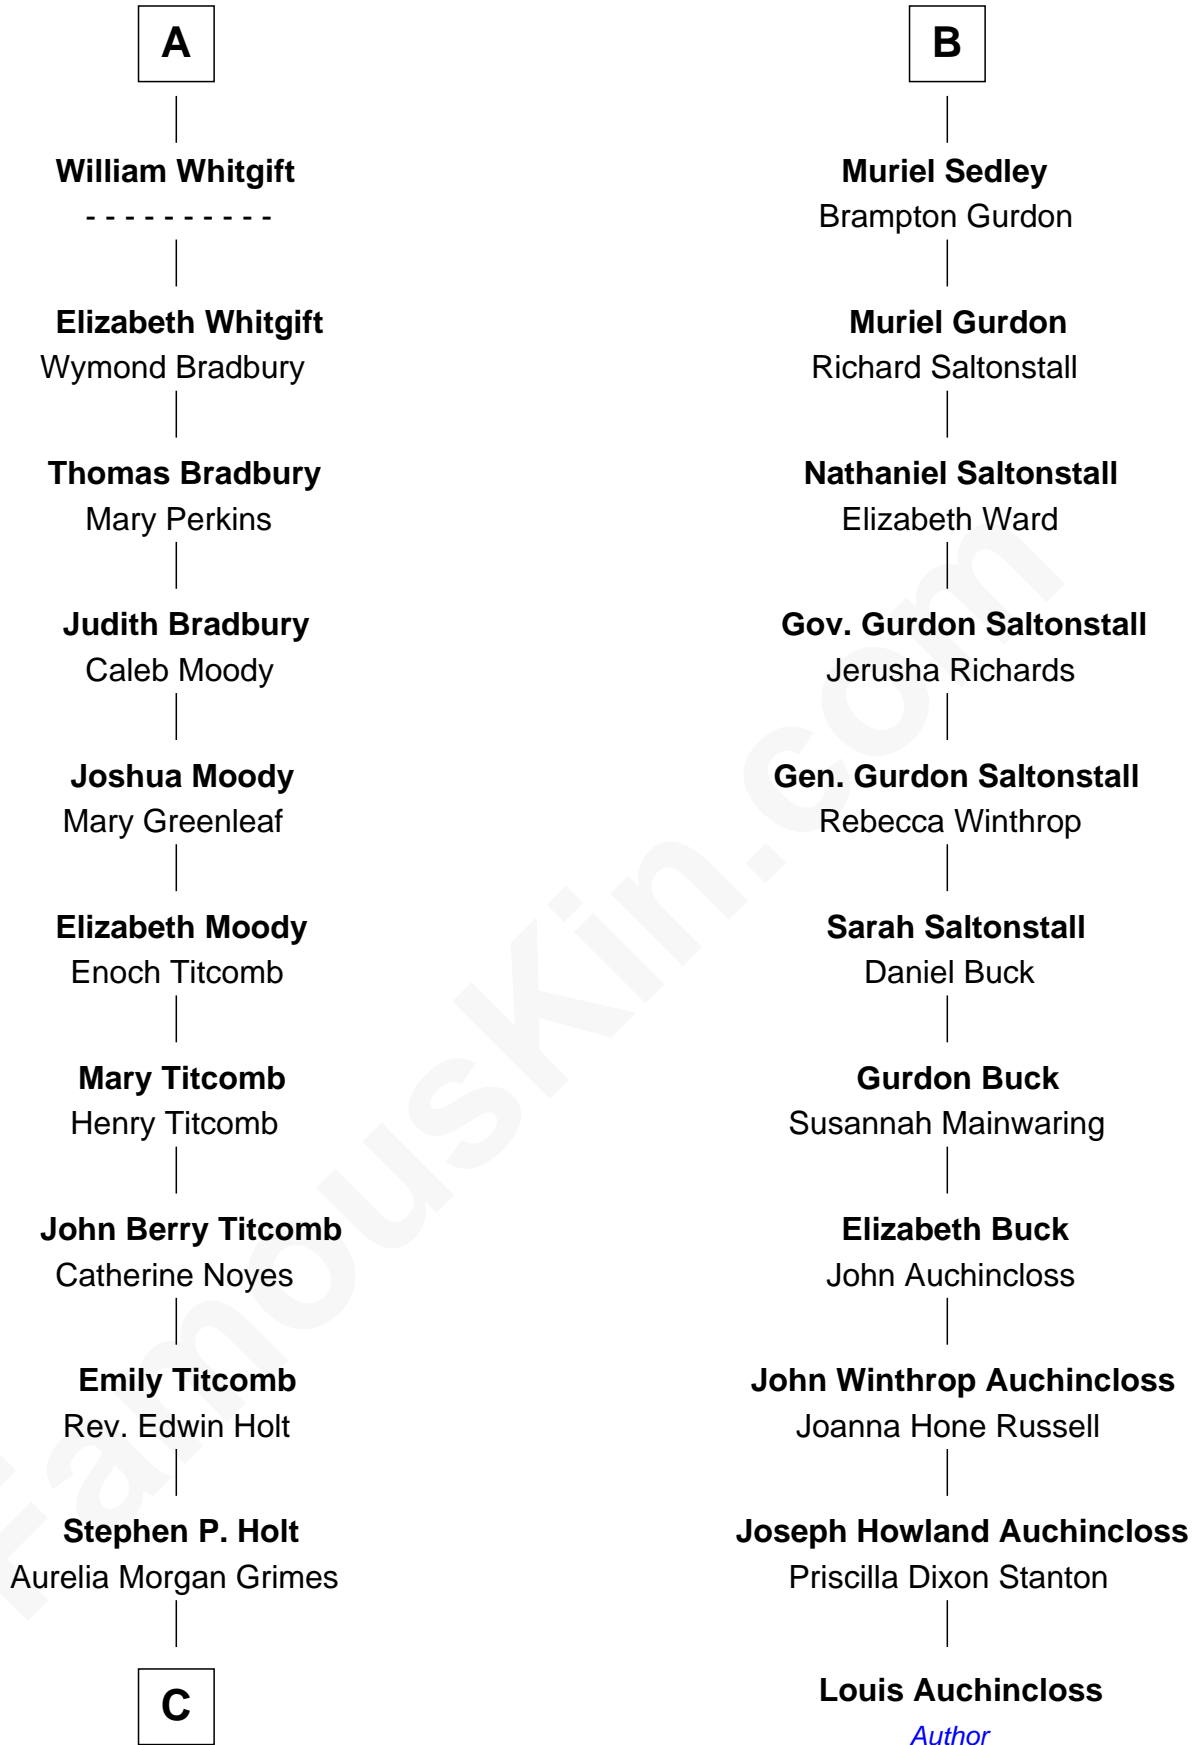 A
William Whitgift
- - - - - - - - - -
Elizabeth Whitgift
Wymond Bradbury
Thomas Bradbury
Mary Perkins
Judith Bradbury
Caleb Moody
Joshua Moody
Mary Greenleaf
Elizabeth Moody
Enoch Titcomb
Mary Titcomb
Henry Titcomb
John Berry Titcomb
Catherine Noyes
Emily Titcomb
Rev. Edwin Holt
Stephen P. Holt
Aurelia Morgan Grimes
C
B
Muriel Sedley
Brampton Gurdon
Muriel Gurdon
Richard Saltonstall
Nathaniel Saltonstall
Elizabeth Ward
Gov. Gurdon Saltonstall
Jerusha Richards
Gen. Gurdon Saltonstall
Rebecca Winthrop
Sarah Saltonstall
Daniel Buck
Gurdon Buck
Susannah Mainwaring
Elizabeth Buck
John Auchincloss
John Winthrop Auchincloss
Joanna Hone Russell
Joseph Howland Auchincloss
Priscilla Dixon Stanton
Louis Auchincloss
Author
FamousKin.com